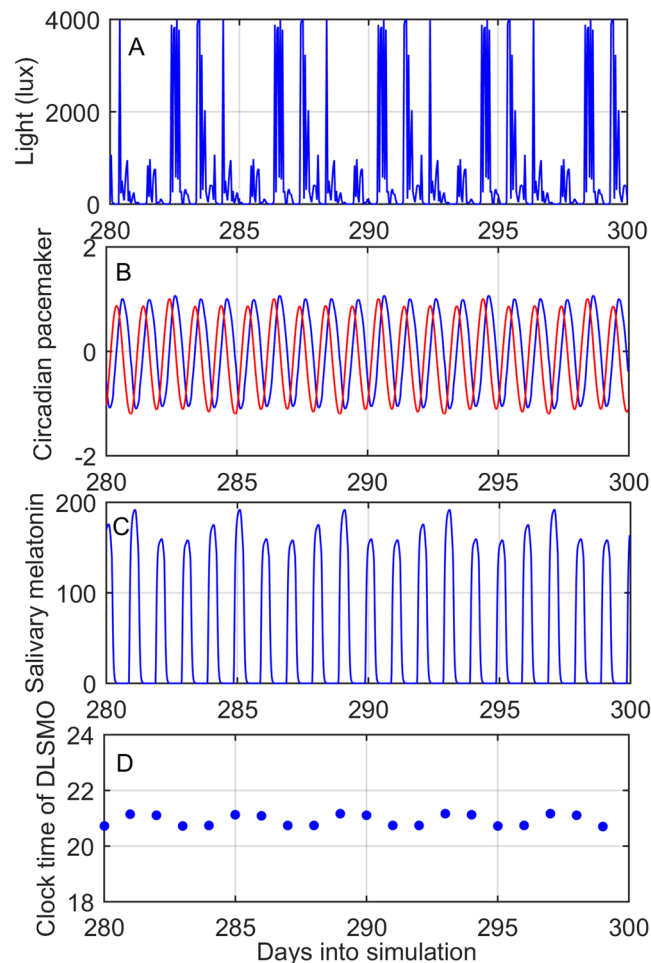 4000
A
2000
0
Light (lux)
280 285 290 295 300
2
B
0
-2
Circadian pacemaker
280 285 290 295 300
200
C
100
0
Salivary melatonin
280 285 290 295 300
24
D
22
20
18
Clock time of DLSMO
280 285 290 295 300
Days into simulation